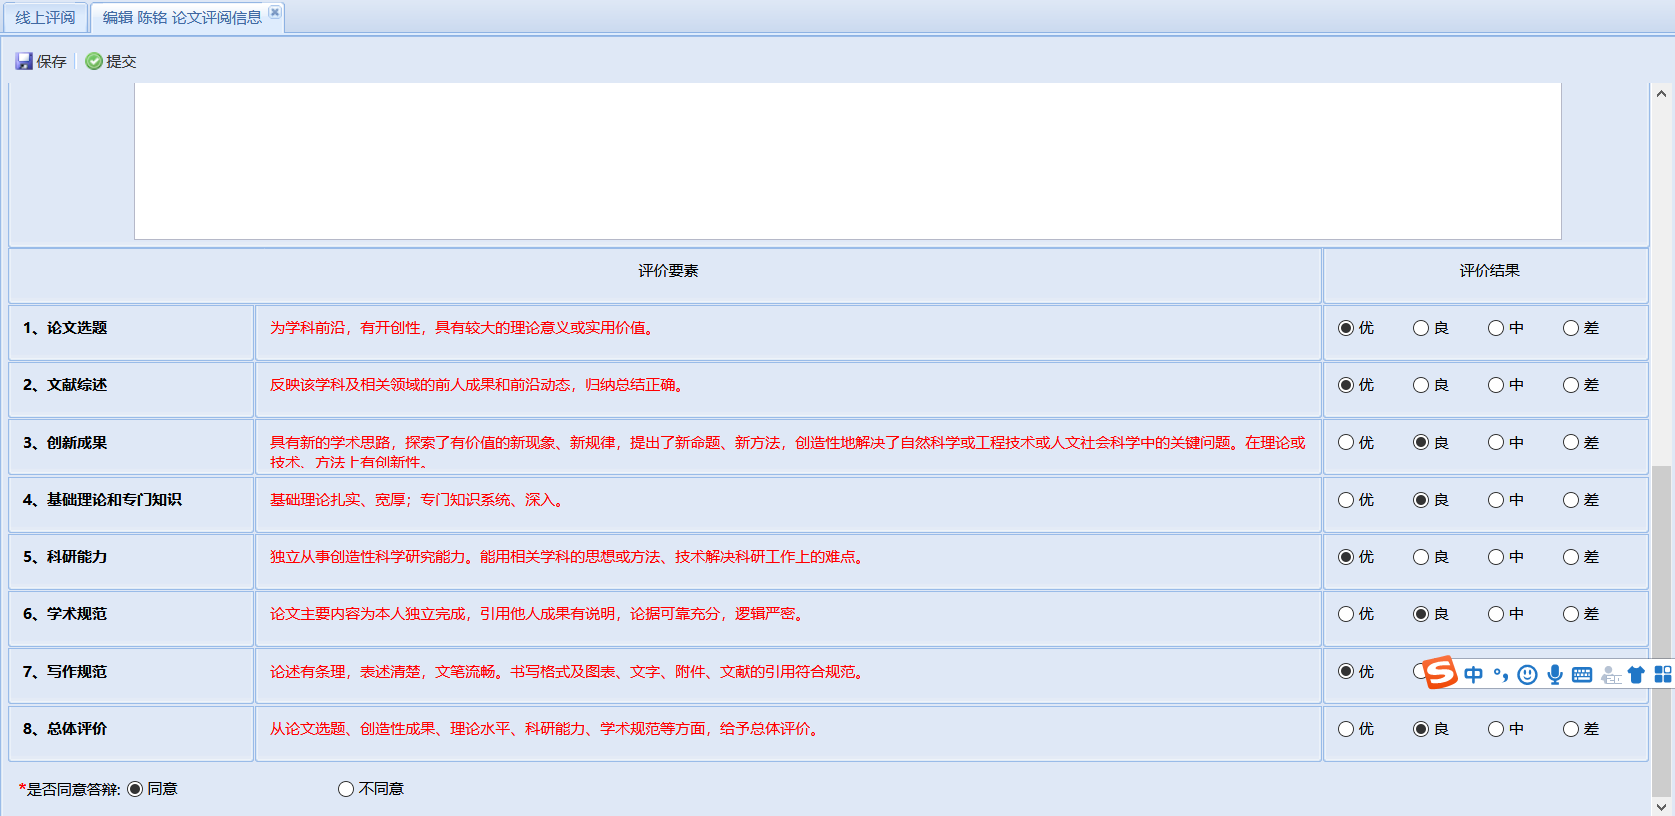 线上评阅
编辑 陈铭 论文评阅信息
保存 提交
评价要素 评价结果
1、论文选题 为学科前沿，有开创性，具有较大的理论意义或实用价值。 优 良 中 差
2、文献综述 反映该学科及相关领域的前人成果和前沿动态，归纳总结正确。 优 良 中 差
3、创新成果 具有新的学术思路，探索了有价值的新现象、新规律，提出了新命题、新方法，创造性地解决了自然科学或工程技术或人文社会科学中的关键问题。在理论或 优 良 中 差
技术、方法上有创新性。
4、基础理论和专门知识 基础理论扎实、宽厚；专门知识系统、深入。 优 良 中 差
5、科研能力 独立从事创造性科学研究能力。能用相关学科的思想或方法、技术解决科研工作上的难点。 优 良 中 差
6、学术规范 论文主要内容为本人独立完成，引用他人成果有说明，论据可靠充分，逻辑严密。 优 良 中 差
7、写作规范 论述有条理，表述清楚，文笔流畅。书写格式及图表、文字、附件、文献的引用符合规范。 优 S 中
8、总体评价 从论文选题、创造性成果、理论水平、科研能力、学术规范等方面，给予总体评价。 优 良 中 差
*是否同意答辩: 同意 不同意